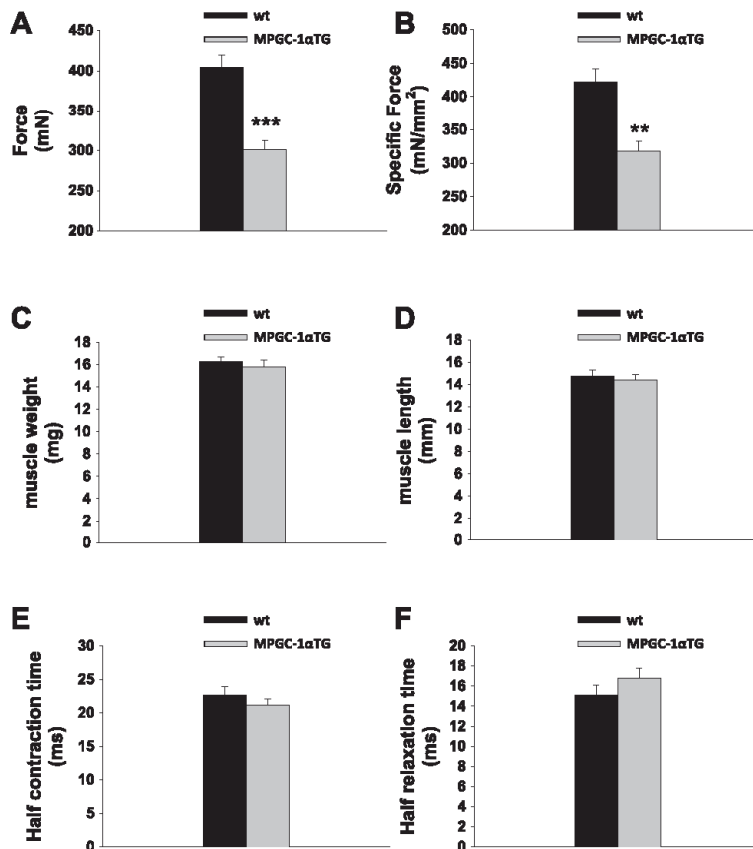 A
wt
MPGC-1αTG
Force
(mN)
450
400
350
300
250
200
***
B
wt
MPGC-1αTG
Specific Force
(mN/mm²)
500
450
400
350
300
250
200
**
C
wt
MPGC-1αTG
muscle weight
(mg)
18
16
14
12
10
8
6
4
2
0
D
wt
MPGC-1αTG
muscle length
(mm)
18
16
14
12
10
8
6
4
2
0
E
wt
MPGC-1αTG
Half contraction time
(ms)
30
25
20
15
10
5
0
F
wt
MPGC-1αTG
Half relaxation time
(ms)
20
18
16
14
12
10
8
6
4
2
0